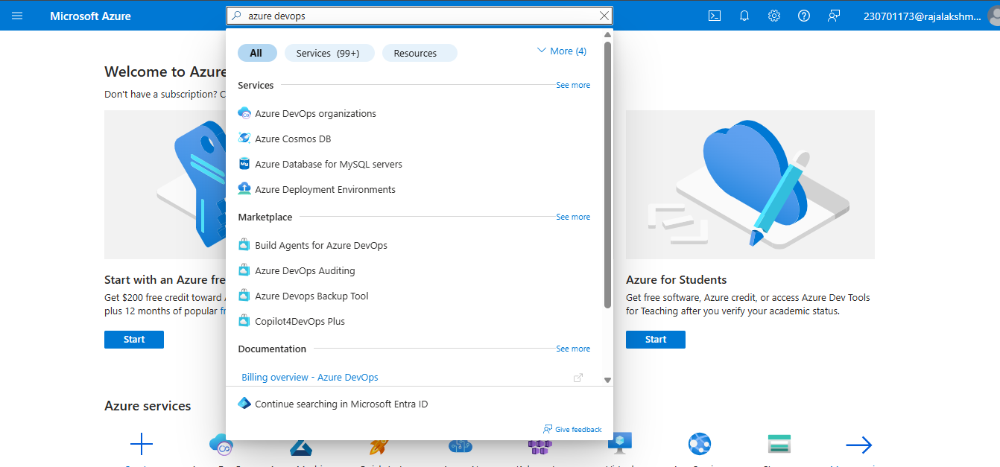 Microsoft Azure
azure devops
230701173@rajalakshm...
All
Services (99+)
Resources
More (4)
Services
See more
Azure DevOps organizations
Azure Cosmos DB
Azure Database for MySQL servers
Azure Deployment Environments
Marketplace
See more
Build Agents for Azure DevOps
Azure DevOps Auditing
Azure Devops Backup Tool
Copilot4DevOps Plus
Documentation
See more
Billing overview - Azure DevOps
Continue searching in Microsoft Entra ID
Give feedback
Welcome to Azure
Don't have a subscription?
Start with an Azure fre
Get $200 free credit toward
plus 12 months of popular
Start
Azure for Students
Get free software, Azure credit, or access Azure Dev Tools
for Teaching after you verify your academic status.
Start
Azure services